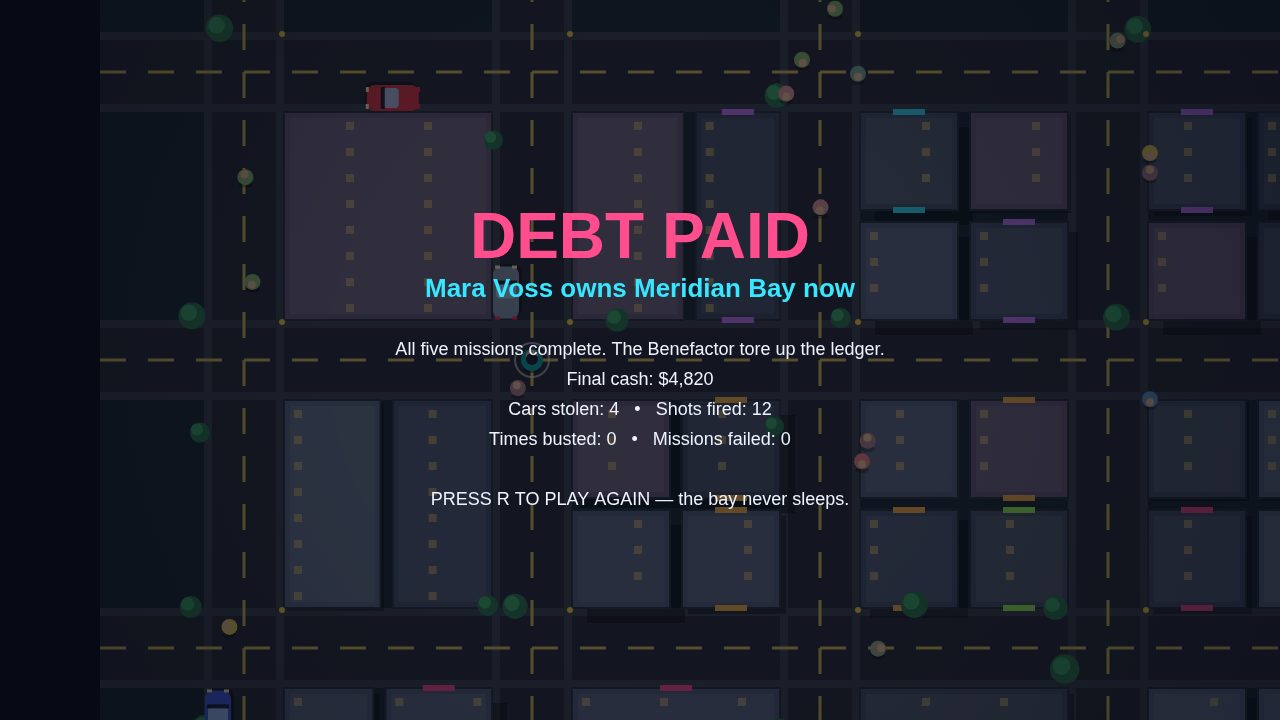 DEBT PAID
Mara Voss owns Meridian Bay now
All five missions complete. The Benefactor tore up the ledger.
Final cash: $4,820
Cars stolen: 4 • Shots fired: 12
Times busted: 0 • Missions failed: 0
PRESS R TO PLAY AGAIN — the bay never sleeps.